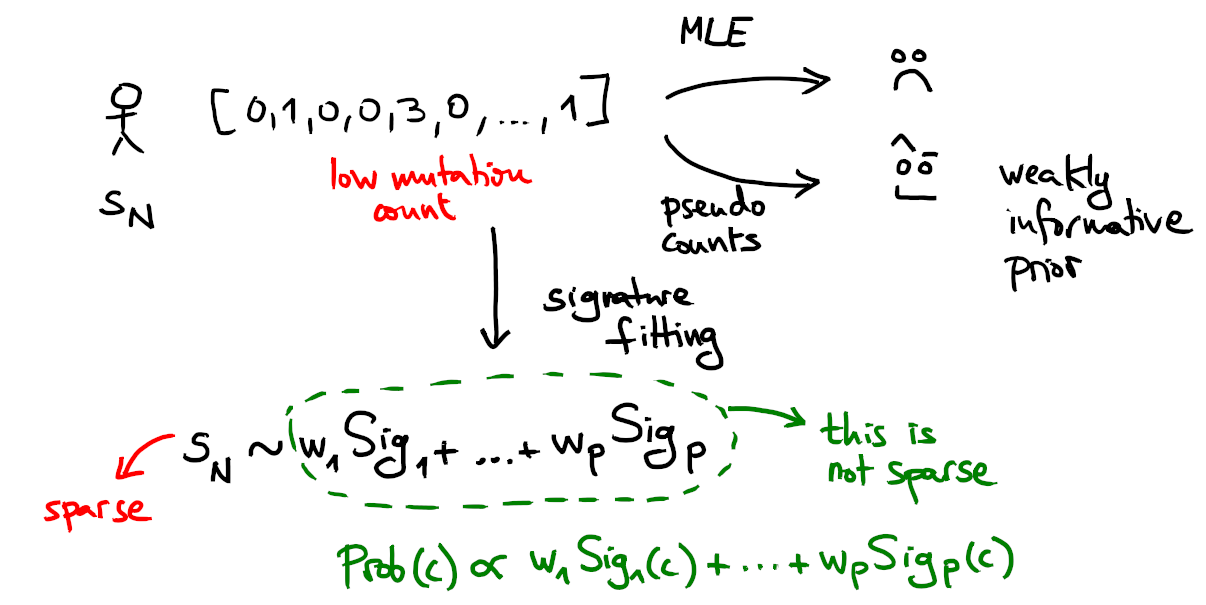 MLE
[0,1,0,0,3,0,...,1]
low mutation
count
S_N
pseudo
counts
weakly
informative
prior
signature
fitting
S_N ~ w_1 Sig_1 + ... + w_p Sig_p
this is
not sparse
sparse
Prob(c) ∝ w_1 Sig_1(c) + ... + w_p Sig_p(c)